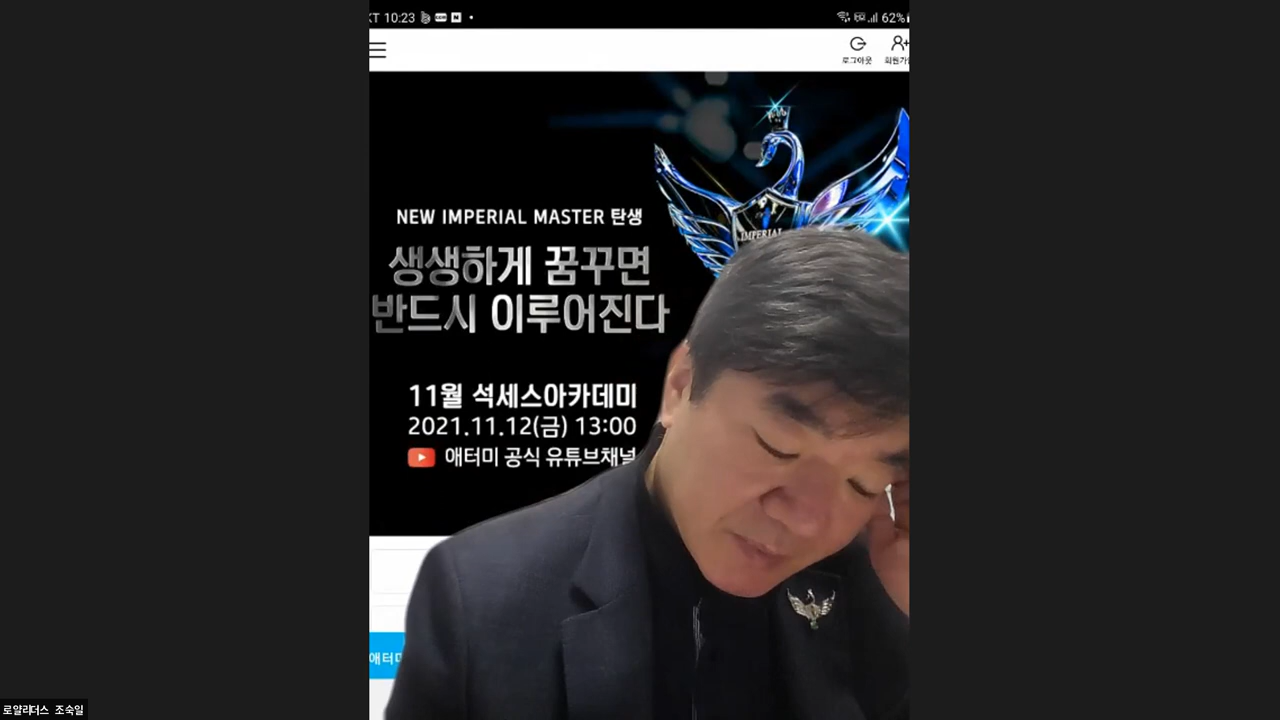 KT 10:23
62%
로그아웃
회원가
NEW IMPERIAL MASTER 탄생
생생하게 꿈꾸면
반드시 이루어진다
IMPERIAL
11월 석세스아카데미
2021.11.12(금) 13:00
애터미 공식 유튜브채널
애터미
로얄리더스 조숙일